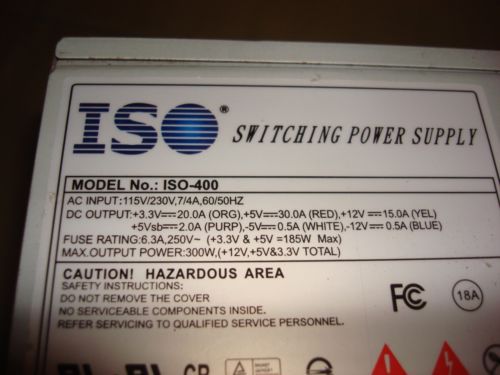 ISO® SWITCHING POWER SUPPLY
MODEL No.: ISO-400
AC INPUT:115V/230V,7/4A,60/50HZ
DC OUTPUT:+3.3V⎓20.0A (ORG),+5V⎓30.0A (RED),+12V⎓15.0A (YEL)
+5Vsb⎓2.0A (PURP),-5V⎓0.5A (WHITE),-12V⎓0.5A (BLUE)
FUSE RATING:6.3A,250V~ (+3.3V & +5V =185W Max)
MAX.OUTPUT POWER:300W,(+12V,+5V&3.3V TOTAL)
CAUTION! HAZARDOUS AREA
SAFETY INSTRUCTIONS:
DO NOT REMOVE THE COVER
NO SERVICEABLE COMPONENTS INSIDE.
REFER SERVICING TO QUALIFIED SERVICE PERSONNEL.
FC 18A